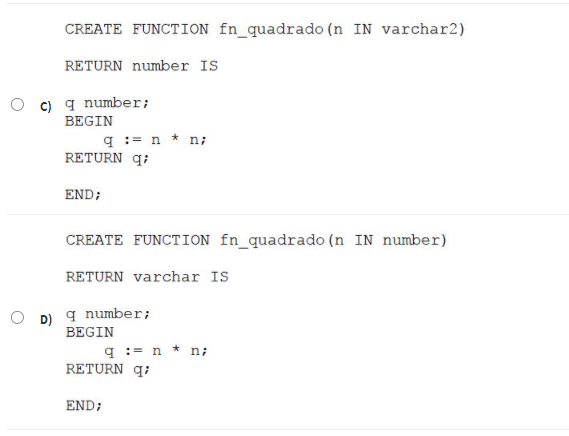 CREATE FUNCTION fn_quadrado(n IN varchar2)
RETURN number IS
C) q number;
BEGIN
q := n * n;
RETURN q;
END;
CREATE FUNCTION fn_quadrado(n IN number)
RETURN varchar IS
D) q number;
BEGIN
q := n * n;
RETURN q;
END;